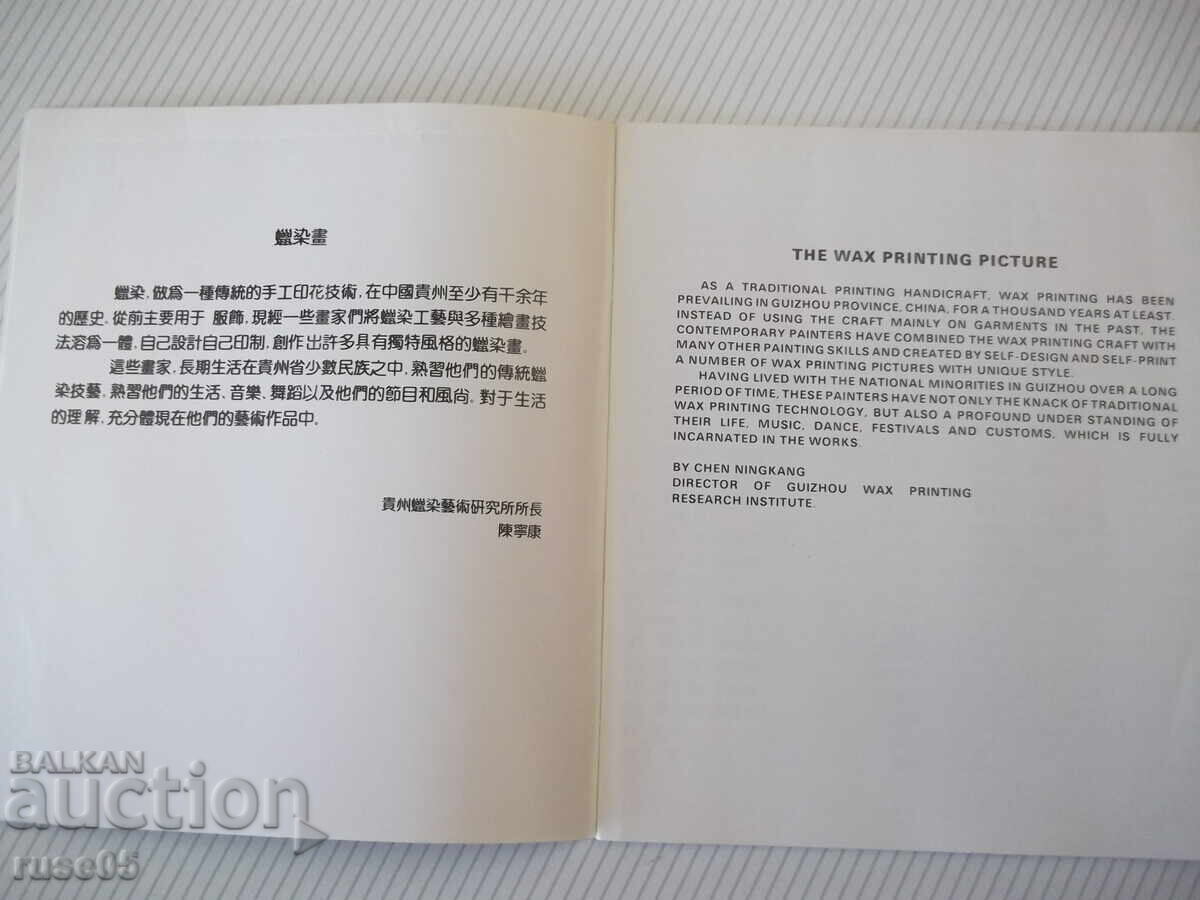 蠟染畫
蠟染，做爲一種傳統的手工印花技術，在中國貴州至少有千余年
的歷史。從前主要用于 服飾，現經一些畫家們將蠟染工藝與多種繪畫技
法溶爲一體，自己設計自己印制，創作出許多具有獨特風格的蠟染畫。
這些畫家，長期生活在貴州省少數民族之中，熟習他們的傳統蠟
染技藝，熟習他們的生活、音樂、舞蹈以及他們的節目和風尚。對于生活
的理解，充分體現在他們的藝術作品中。
貴州蠟染藝術研究所所長
陳寧康
THE WAX PRINTING PICTURE
AS A TRADITIONAL PRINTING HANDICRAFT, WAX PRINTING HAS BEEN
PREVAILING IN GUIZHOU PROVINCE, CHINA, FOR A THOUSAND YEARS AT LEAST.
INSTEAD OF USING THE CRAFT MAINLY ON GARMENTS IN THE PAST, THE
CONTEMPORARY PAINTERS HAVE COMBINED THE WAX PRINTING CRAFT WITH
MANY OTHER PAINTING SKILLS AND CREATED BY SELF-DESIGN AND SELF-PRINT
A NUMBER OF WAX PRINTING PICTURES WITH UNIQUE STYLE.
HAVING LIVED WITH THE NATIONAL MINORITIES IN GUIZHOU OVER A LONG
PERIOD OF TIME, THESE PAINTERS HAVE NOT ONLY THE KNACK OF TRADITIONAL
WAX PRINTING TECHNOLOGY, BUT ALSO A PROFOUND UNDER STANDING OF
THEIR LIFE, MUSIC, DANCE, FESTIVALS AND CUSTOMS, WHICH IS FULLY
INCARNATED IN THE WORKS.
BY CHEN NINGKANG
DIRECTOR OF GUIZHOU WAX PRINTING
RESEARCH INSTITUTE.
BALKAN
auction
ruse05